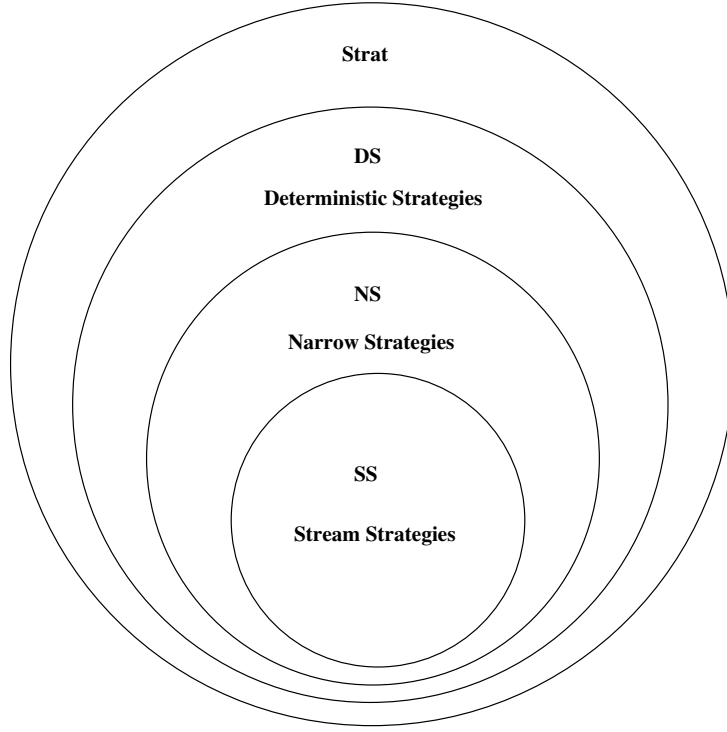 Strat
DS
Deterministic Strategies
NS
Narrow Strategies
SS
Stream Strategies